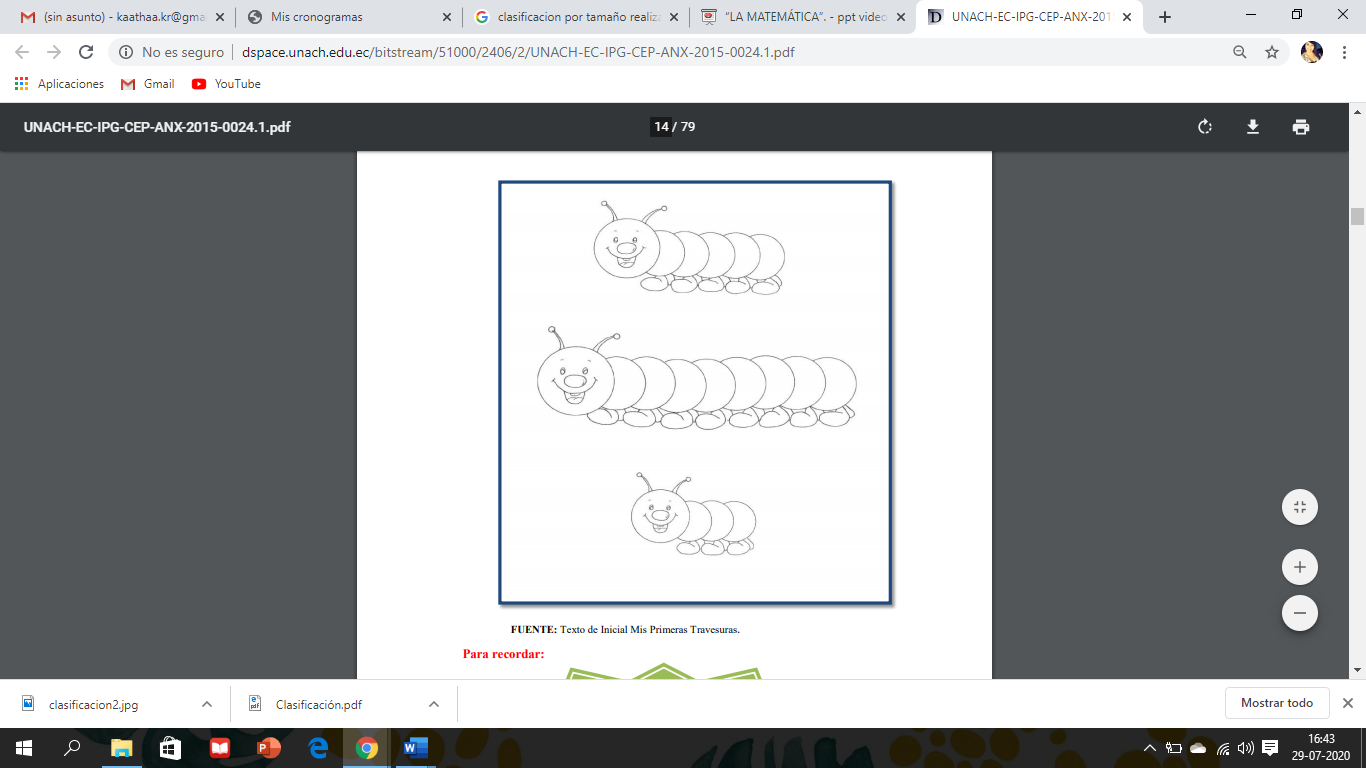 (sin asunto) - kaathaa.kr@gma
Mis cronogramas
clasificacion por tamaño realiza
"LA MATEMÁTICA". - ppt video
UNACH-EC-IPG-CEP-ANX-201
No es seguro | dspace.unach.edu.ec/bitstream/51000/2406/2/UNACH-EC-IPG-CEP-ANX-2015-0024.1.pdf
Aplicaciones Gmail YouTube
UNACH-EC-IPG-CEP-ANX-2015-0024.1.pdf 14 / 79
FUENTE: Texto de Inicial Mis Primeras Travesuras.
Para recordar:
clasificacion2.jpg
Clasificación.pdf
Mostrar todo
16:43
29-07-2020